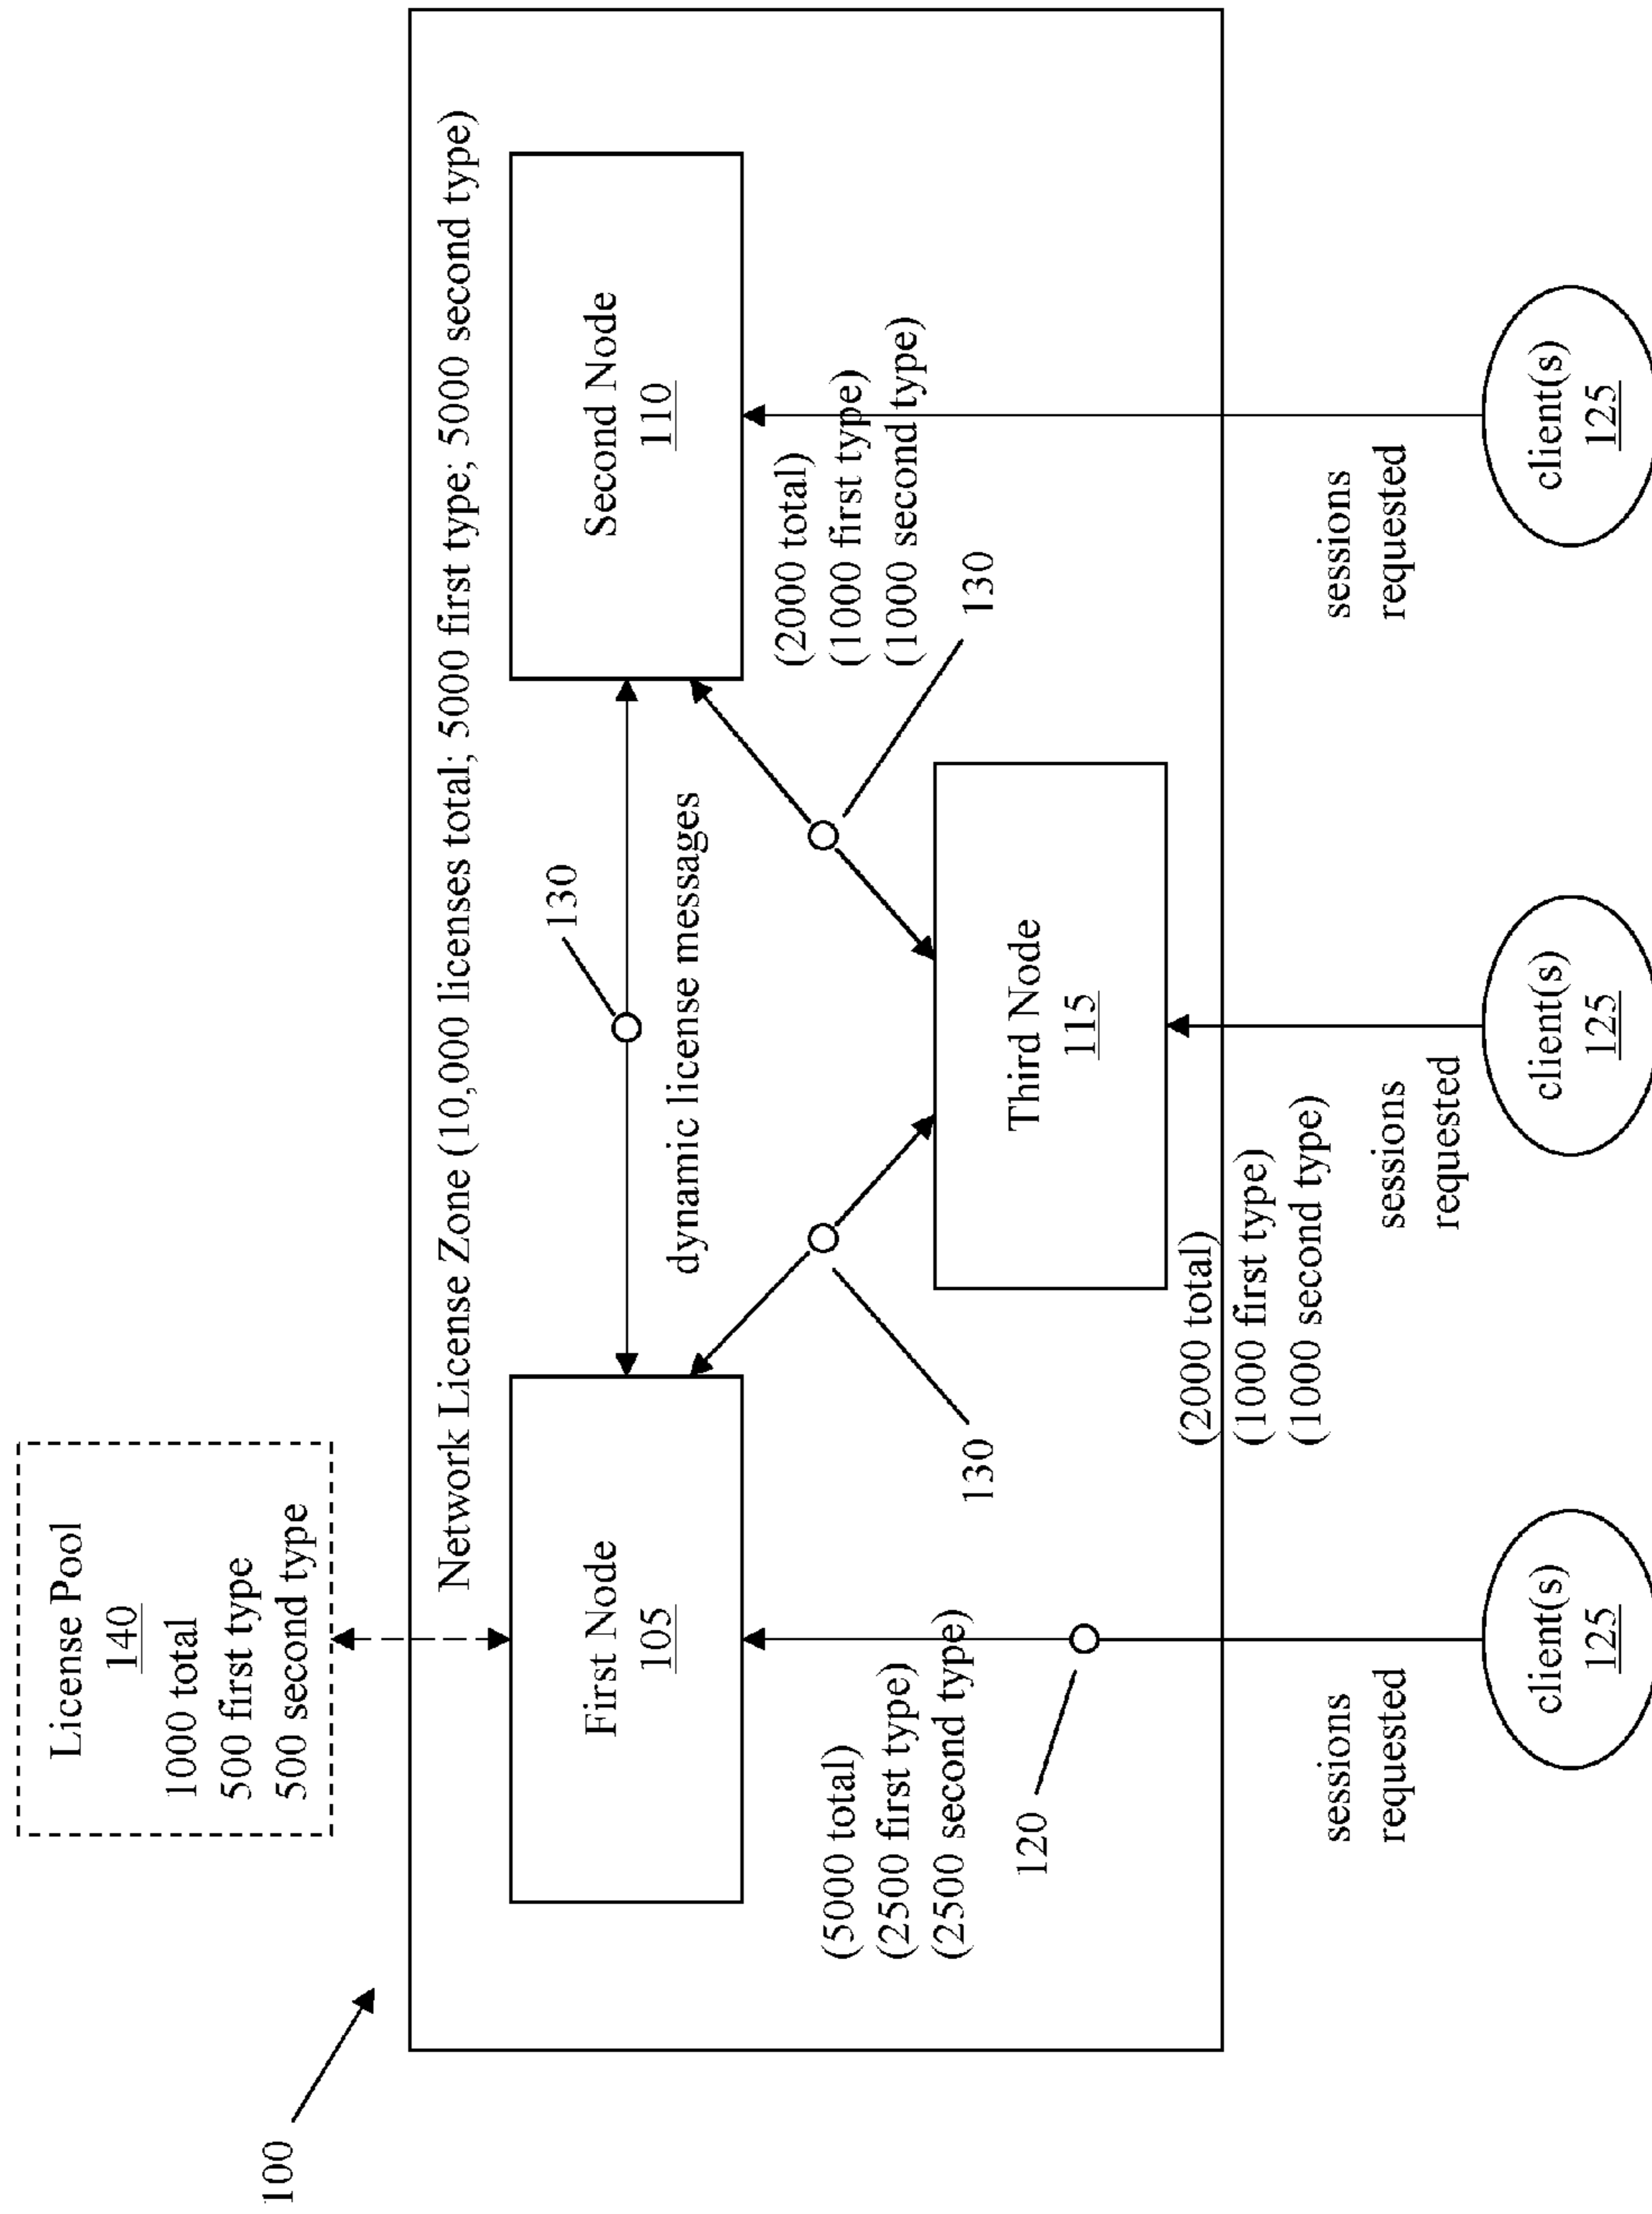 100
License Pool
140
1000 total
500 first type
500 second type
Network License Zone (10,000 licenses total; 5000 first type; 5000 second type)
First Node
105
Second Node
110
130
dynamic license messages
(5000 total)
(2500 first type)
(2500 second type)
(2000 total)
(1000 first type)
(1000 second type)
130
130
120
Third Node
115
(2000 total)
(1000 first type)
(1000 second type)
sessions
requested
sessions
requested
sessions
requested
client(s)
125
client(s)
125
client(s)
125